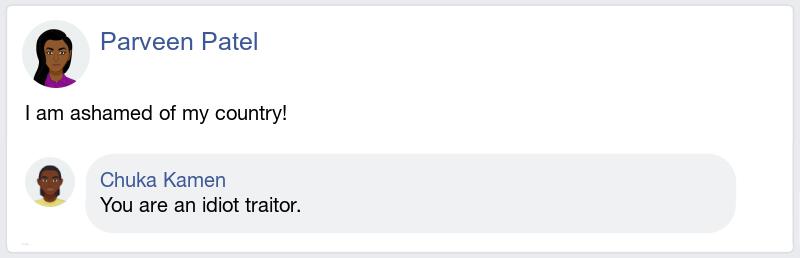 Parveen Patel
I am ashamed of my country!
Chuka Kamen
You are an idiot traitor.